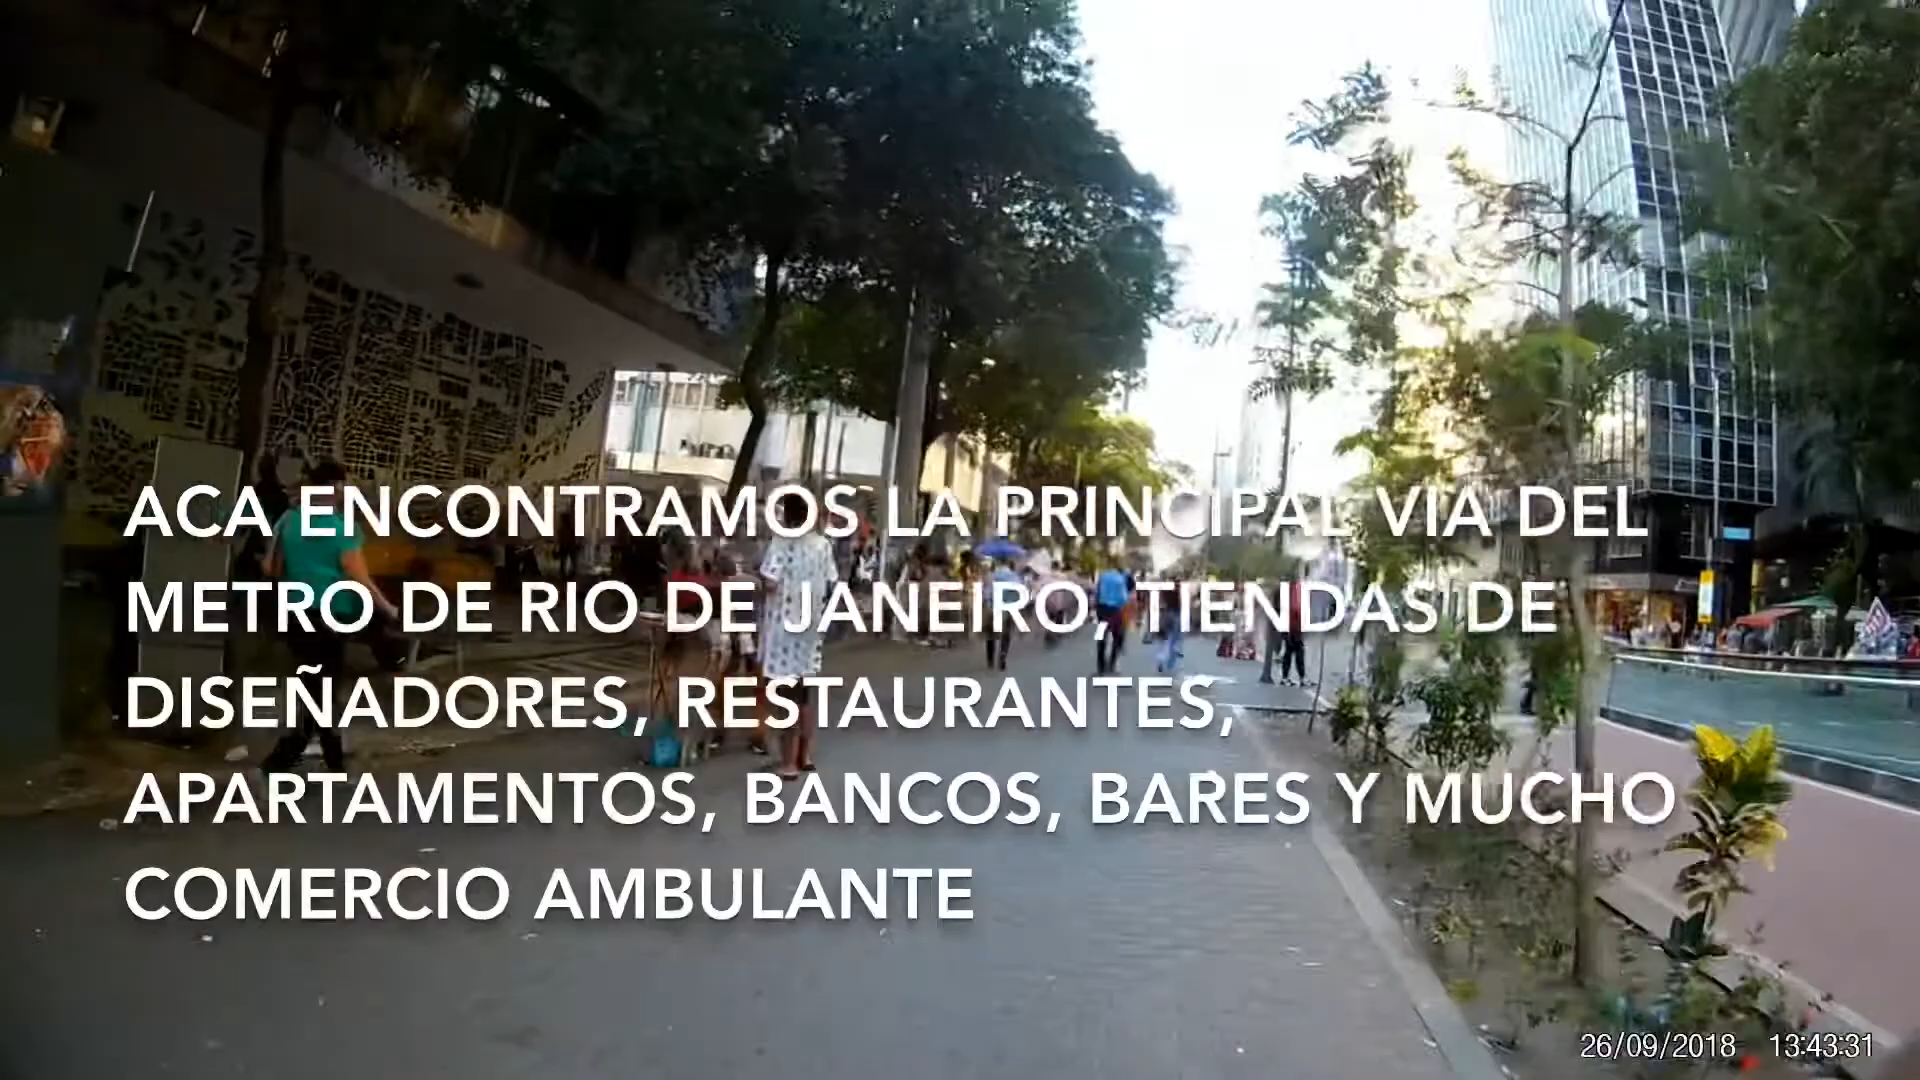 ACA ENCONTRAMOS LA PRINCIPAL VIA DEL
METRO DE RIO DE JANEIRO, TIENDAS DE
DISEÑADORES, RESTAURANTES,
APARTAMENTOS, BANCOS, BARES Y MUCHO
COMERCIO AMBULANTE
26/09/2018 13:43:31